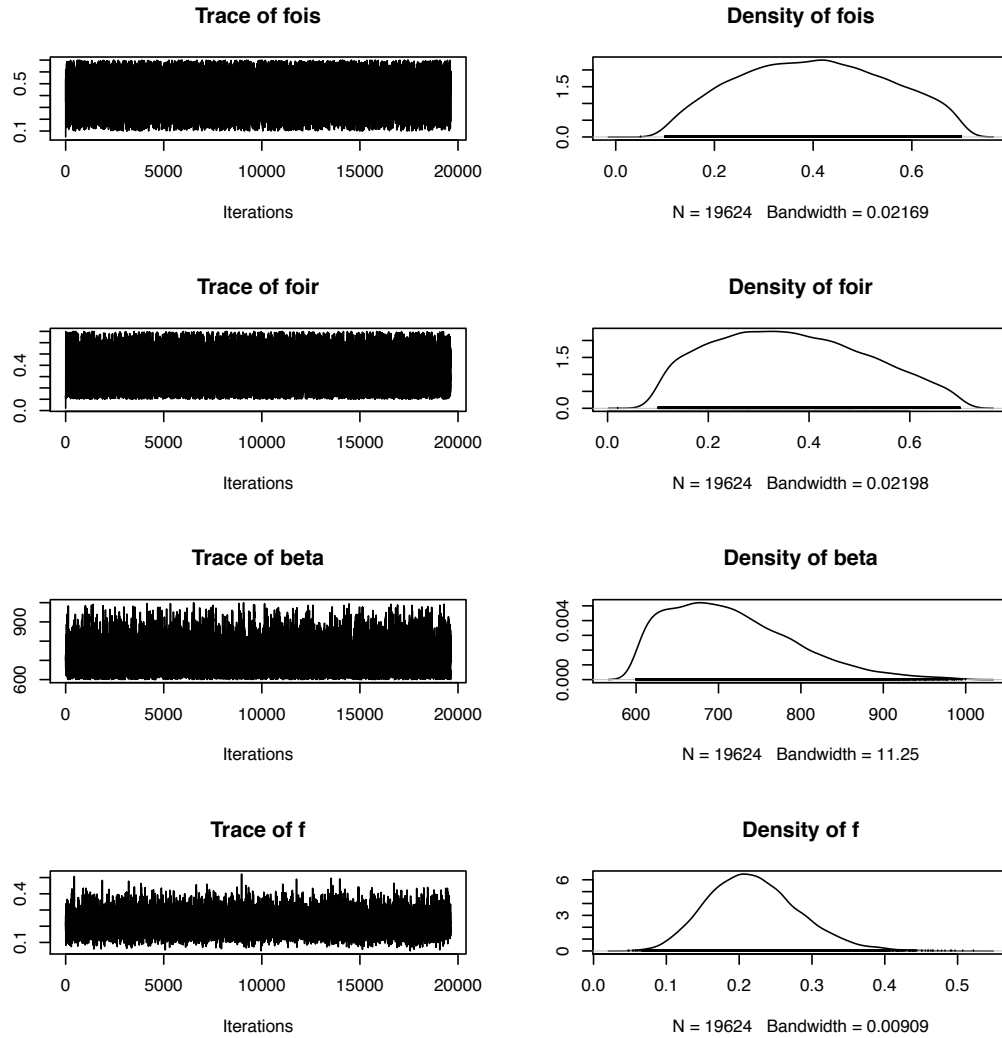 Trace of fois
Density of fois
0.1 0.5
0.0 1.5
0 5000 10000 15000 20000
0.0 0.2 0.4 0.6
Iterations
N = 19624 Bandwidth = 0.02169
Trace of foir
Density of foir
0.0 0.4
0.0 1.5
0 5000 10000 15000 20000
0.0 0.2 0.4 0.6
Iterations
N = 19624 Bandwidth = 0.02198
Trace of beta
Density of beta
600 900
0.000 0.004
0 5000 10000 15000 20000
600 700 800 900 1000
Iterations
N = 19624 Bandwidth = 11.25
Trace of f
Density of f
0.1 0.4
0 3 6
0 5000 10000 15000 20000
0.0 0.1 0.2 0.3 0.4 0.5
Iterations
N = 19624 Bandwidth = 0.00909